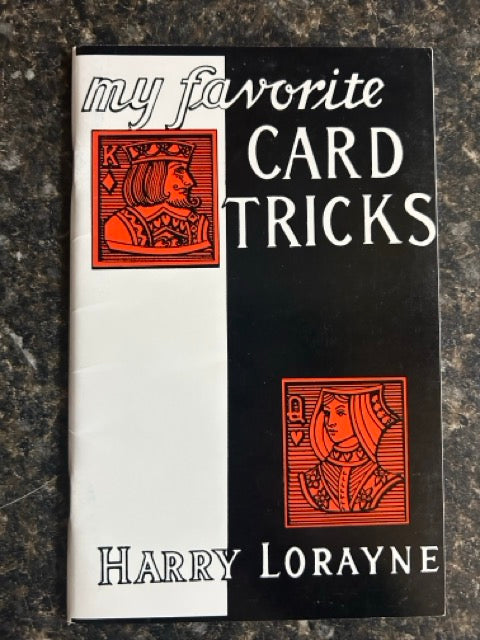 my favorite
CARD
TRICKS
K
Q
HARRY LORAYNE